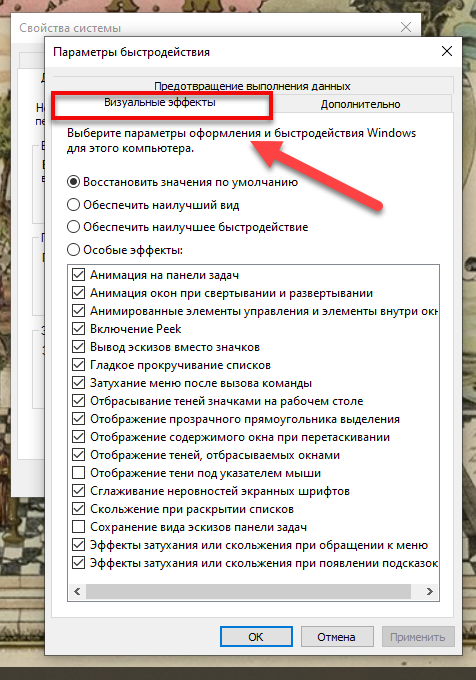 Свойства системы
Параметры быстродействия
Предотвращение выполнения данных
Визуальные эффекты
Дополнительно
Выберите параметры оформления и быстродействия Windows
для этого компьютера.
Восстановить значения по умолчанию
Обеспечить наилучший вид
Обеспечить наилучшее быстродействие
Особые эффекты:
Анимация на панели задач
Анимация окон при свертывании и развертывании
Анимированные элементы управления и элементы внутри окн
Включение Peek
Вывод эскизов вместо значков
Гладкое прокручивание списков
Затухание меню после вызова команды
Отбрасывание теней значками на рабочем столе
Отображение прозрачного прямоугольника выделения
Отображение содержимого окна при перетаскивании
Отображение теней, отбрасываемых окнами
Отображение тени под указателем мыши
Сглаживание неровностей экранных шрифтов
Скольжение при раскрытии списков
Сохранение вида эскизов панели задач
Эффекты затухания или скольжения при обращении к меню
Эффекты затухания или скольжения при появлении подсказок
ОК
Отмена
Применить